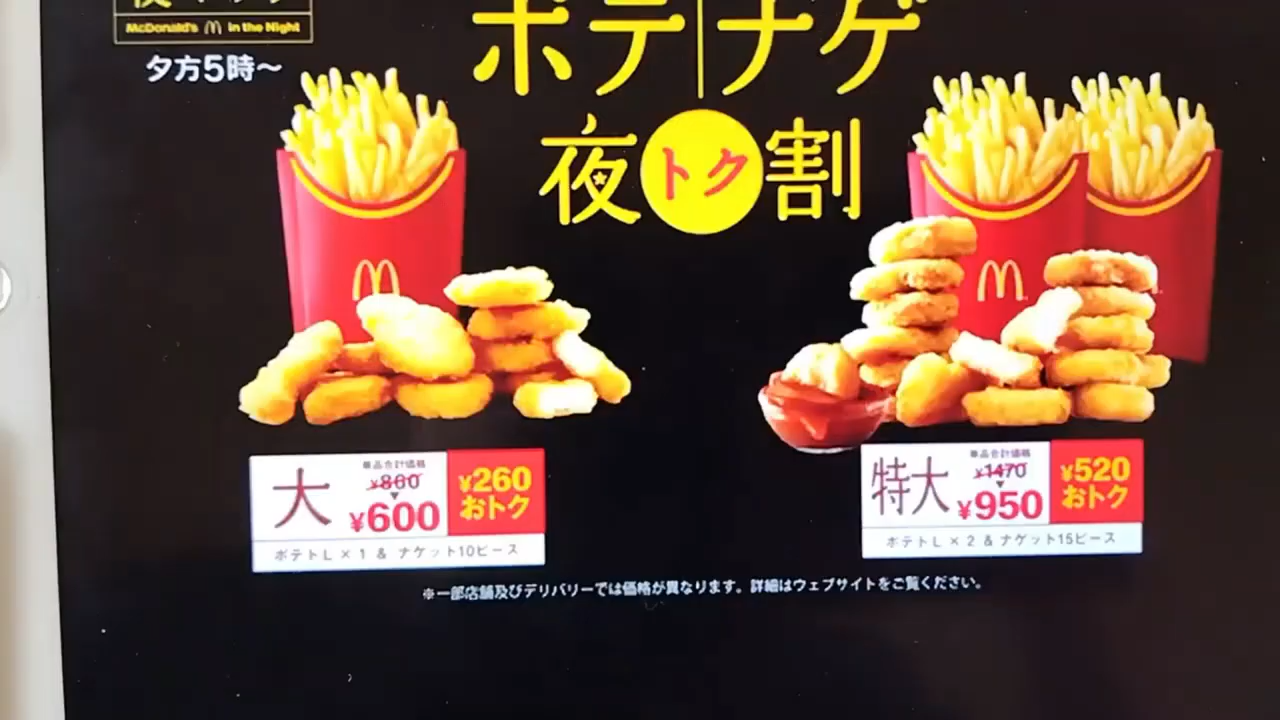 McDonald's in the Night
夕方5時～
ポテナゲ
夜トク割
大
単品合計価格
¥860
¥600
¥260
おトク
ポテトL×1 & ナゲット10ピース
特大
単品合計価格
¥1470
¥950
¥520
おトク
ポテトL×2 & ナゲット15ピース
※一部店舗及びデリバリーでは価格が異なります。詳細はウェブサイトをご覧ください。